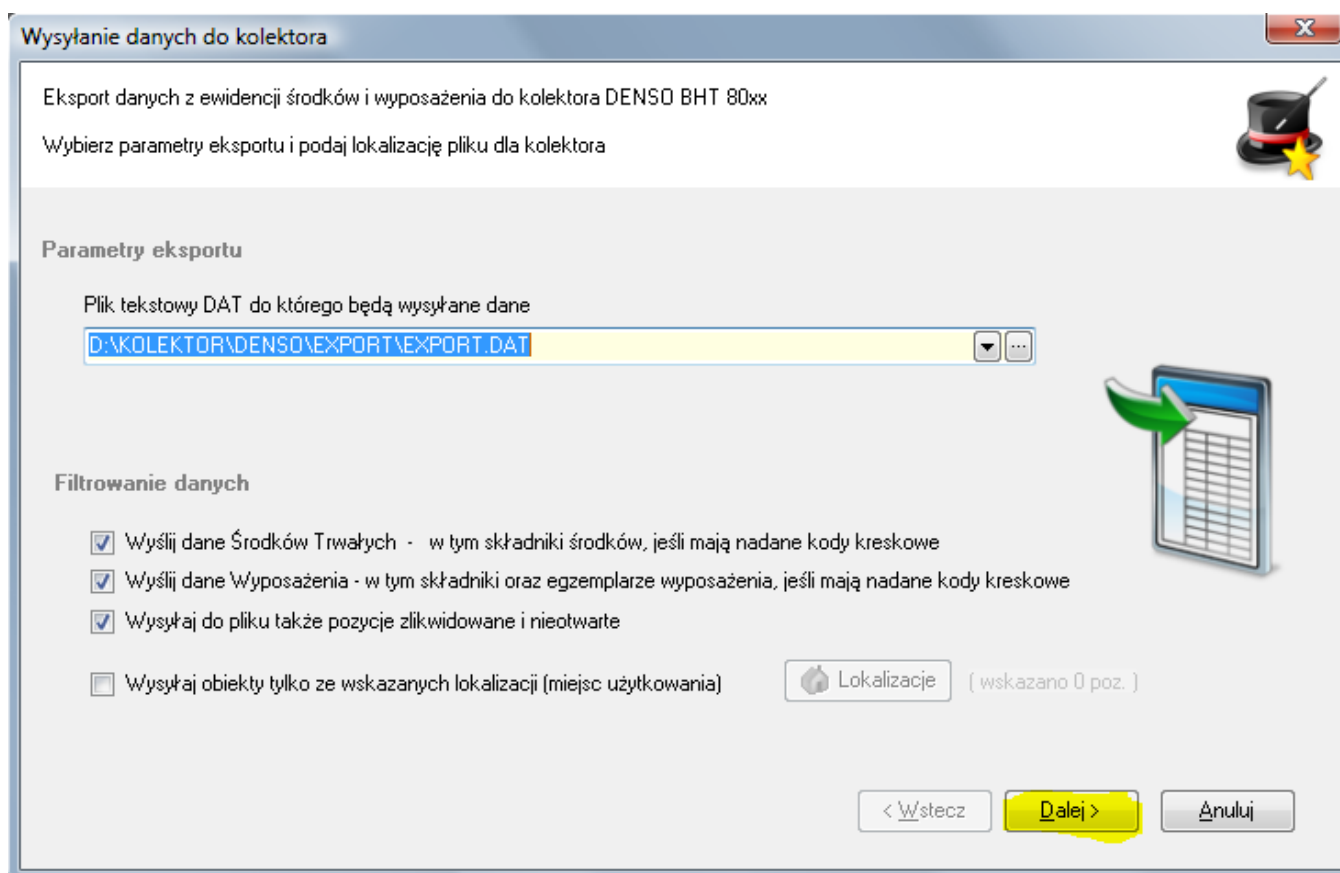 Wysyłanie danych do kolektora
Eksport danych z ewidencji środków i wyposażenia do kolektora DENSO BHT 80xx
Wybierz parametry eksportu i podaj lokalizację pliku dla kolektora
Parametry eksportu
Plik tekstowy DAT do którego będą wysyłane dane
D:\KOLEKTOR\DENSO\EXPORT\EXPORT.DAT
Filtrowanie danych
Wyślij dane Środków Trwałych - w tym składniki środków, jeśli mają nadane kody kreskowe
Wyślij dane Wyposażenia - w tym składniki oraz egzemplarze wyposażenia, jeśli mają nadane kody kreskowe
Wysyłaj do pliku także pozycje zlikwidowane i nieotwarte
Wysyłaj obiekty tylko ze wskazanych lokalizacji (miejsc użytkowania) Lokalizacje ( wskazano 0 poz. )
< Wstecz Dalej > Anuluj